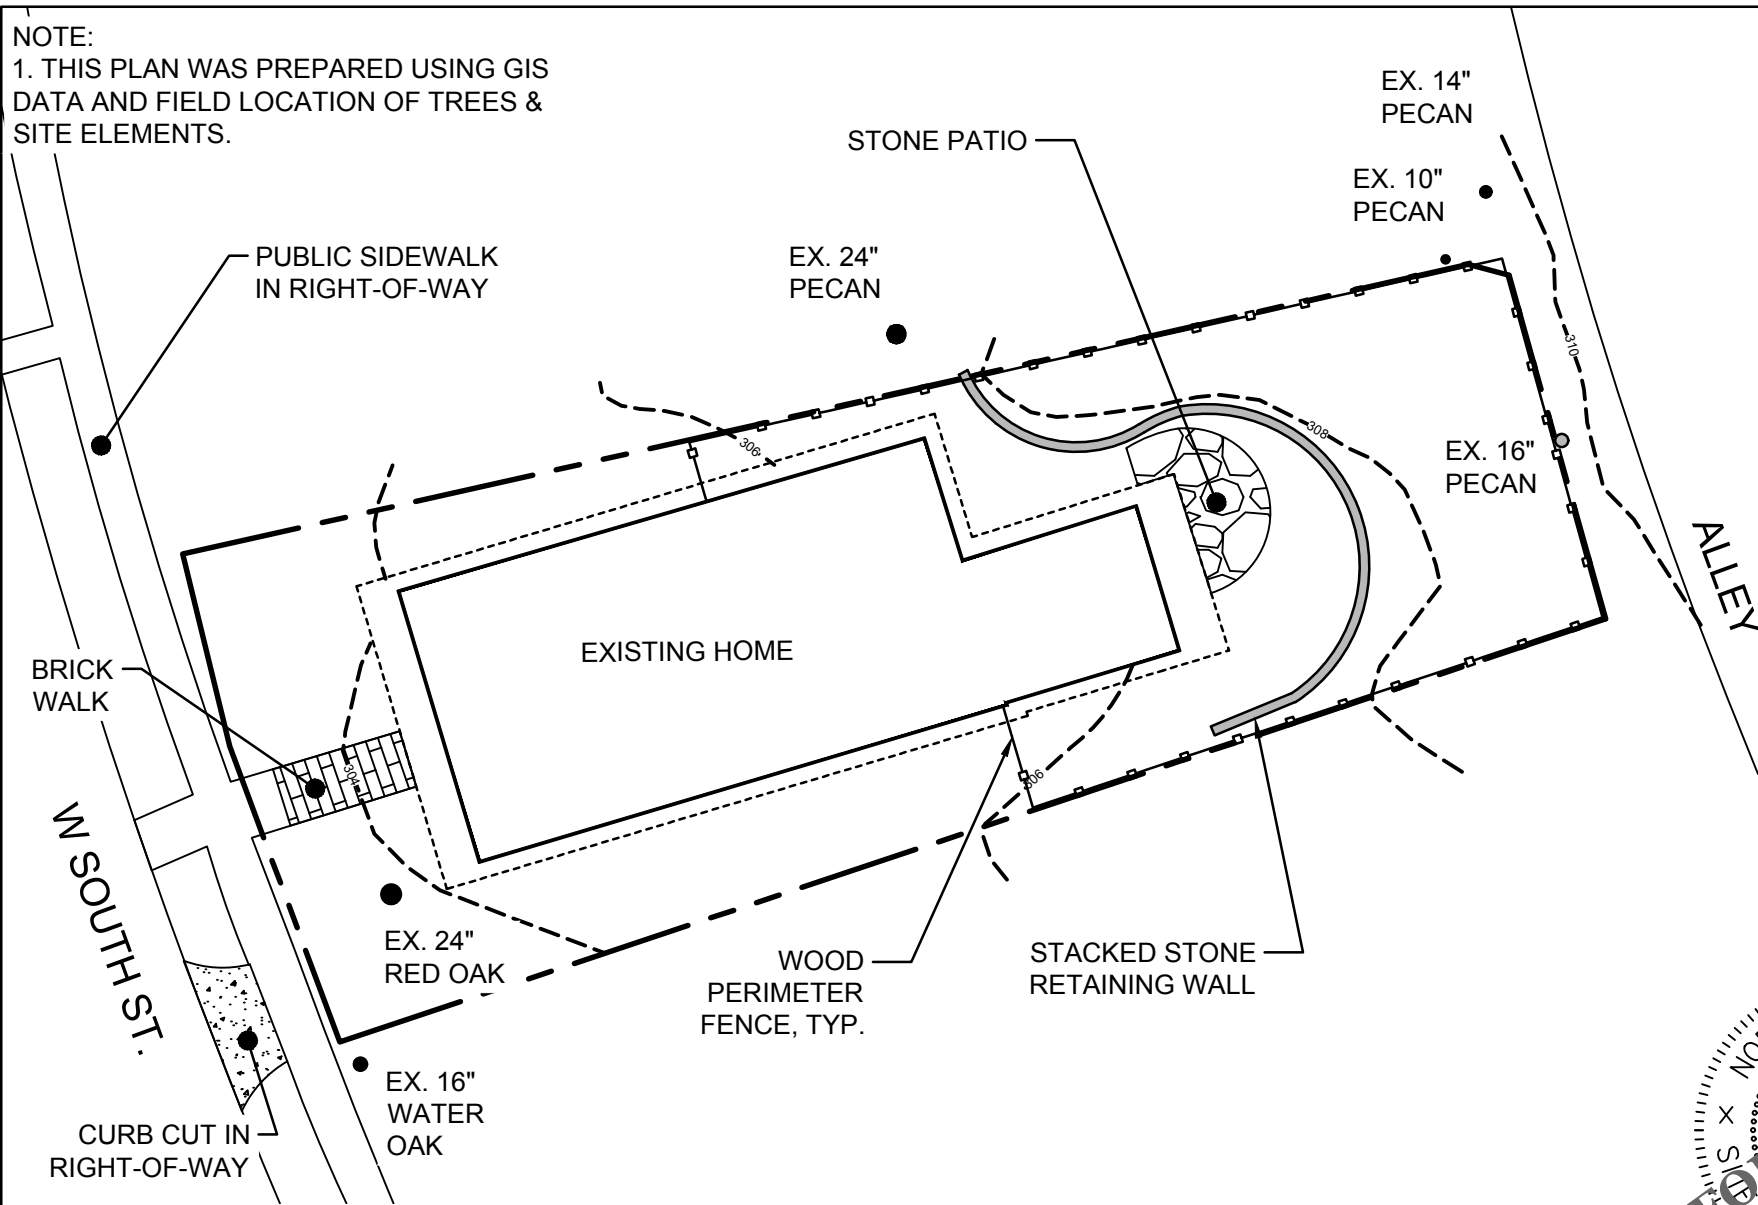 NOTE:
1. THIS PLAN WAS PREPARED USING GIS
DATA AND FIELD LOCATION OF TREES &
SITE ELEMENTS.
EX. 14"
PECAN
STONE PATIO
EX. 10"
PECAN
PUBLIC SIDEWALK
IN RIGHT-OF-WAY
EX. 24"
PECAN
310
308
306
EX. 16"
PECAN
ALLEY
EXISTING HOME
BRICK
WALK
304
306
W SOUTH ST.
EX. 24"
RED OAK
WOOD
PERIMETER
FENCE, TYP.
STACKED STONE
RETAINING WALL
EX. 16"
WATER
OAK
CURB CUT IN
RIGHT-OF-WAY